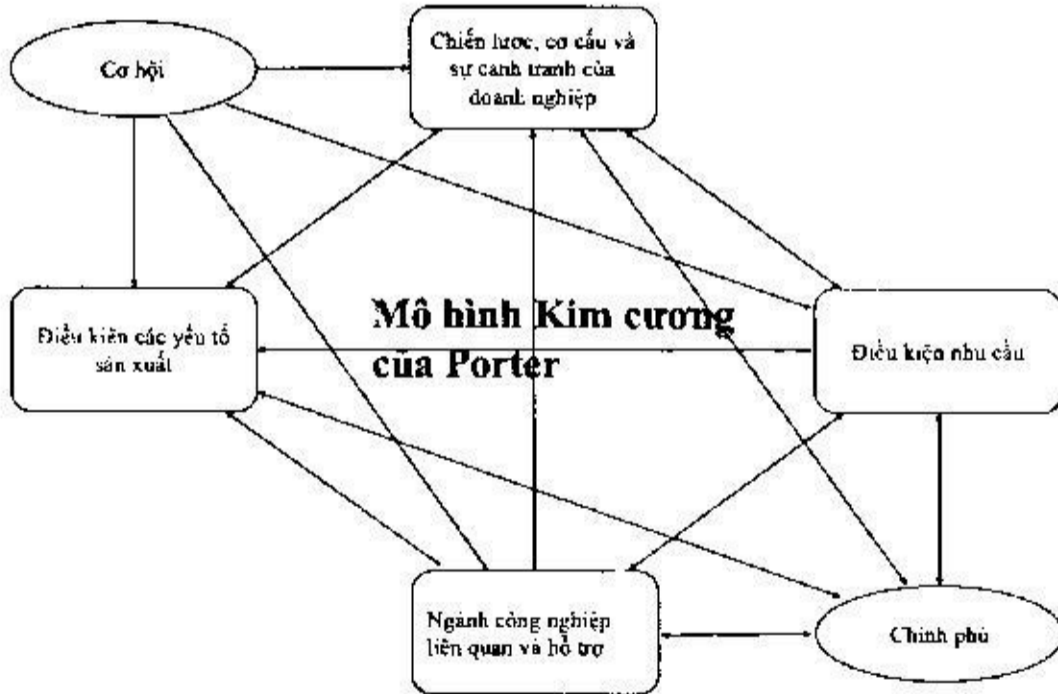 Cơ hội
Chiến lược, cơ cấu và
sự cạnh tranh của
doanh nghiệp
Mô hình Kim cương
của Porter
Điều kiện các yếu tố
sản xuất
Điều kiện nhu cầu
Ngành công nghiệp
liên quan và hỗ trợ
Chính phủ